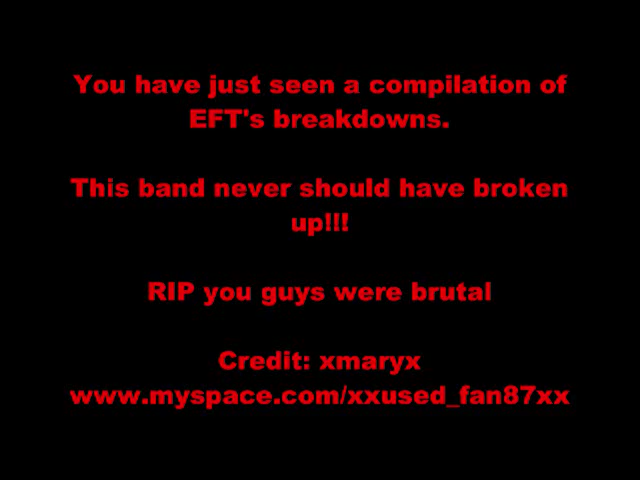 You have just seen a compilation of
EFT's breakdowns.
This band never should have broken
up!!!
RIP you guys were brutal
Credit: xmaryx
www.myspace.com/xxused_fan87xx